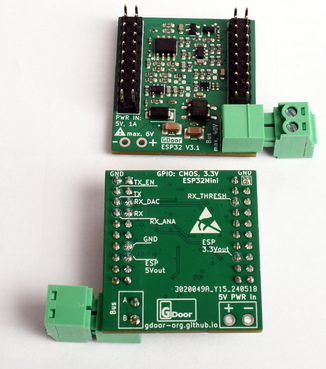 PWR IN:
5V, 1A
max. 6V
GDoor
ESP32 V3.1
GPIO: CMOS, 3.3V
ESP32Mini
GND
GND
TX_EN
TX
RX_DAC
RX
RX_ANA
RX_THRESH
GND
ESP
5Vout
ESP
3.3Vout
3020049A_Y15_240518
5V PWR In
Bus
A
B
GDoor
gdoor-org.github.io